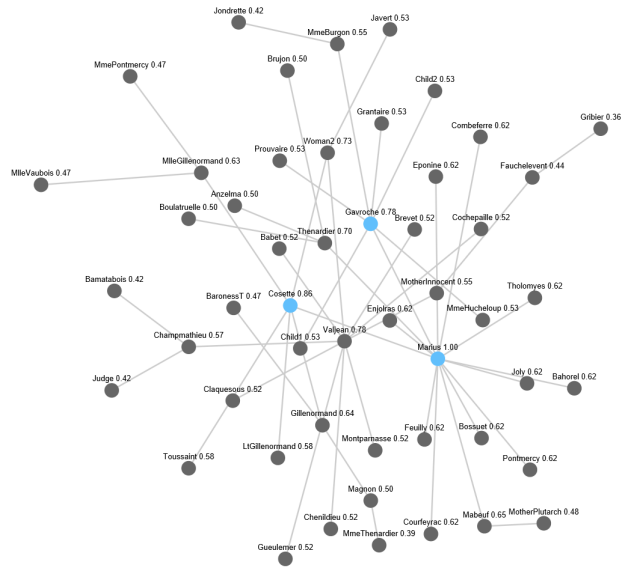 Jondrette 0.42
Javert 0.53
MmeBurgon 0.55
Brujon 0.50
MmePontmercy 0.47
Child2 0.53
Grantaire 0.53
Gribier 0.36
Combeferre 0.62
Woman2 0.73
Prouvaire 0.53
MlleGillenormand 0.63
Eponine 0.62
Fauchelevent 0.44
MlleVaubois 0.47
Anzelma 0.50
Boulatruelle 0.50
Gavroche 0.78
Brevet 0.52
Cochepaille 0.52
Thenardier 0.70
Babet 0.52
Bamatabois 0.42
MotherInnocent 0.55
Tholomyes 0.62
Cosette 0.86
BaronessT 0.47
Enjolras 0.62
MmeHucheloup 0.53
Champmathieu 0.57
Child1 0.53
Valjean 0.78
Marius 1.00
Judge 0.42
Joly 0.62
Bahorel 0.62
Claquesous 0.52
Gillenormand 0.64
Feuilly 0.62
Bossuet 0.62
Montparnasse 0.52
Toussaint 0.58
LtGillenormand 0.58
Pontmercy 0.62
Magnon 0.50
Chenildieu 0.52
Courfeyrac 0.62
Mabeuf 0.65
MotherPlutarch 0.48
MmeThenardier 0.39
Gueulemer 0.52